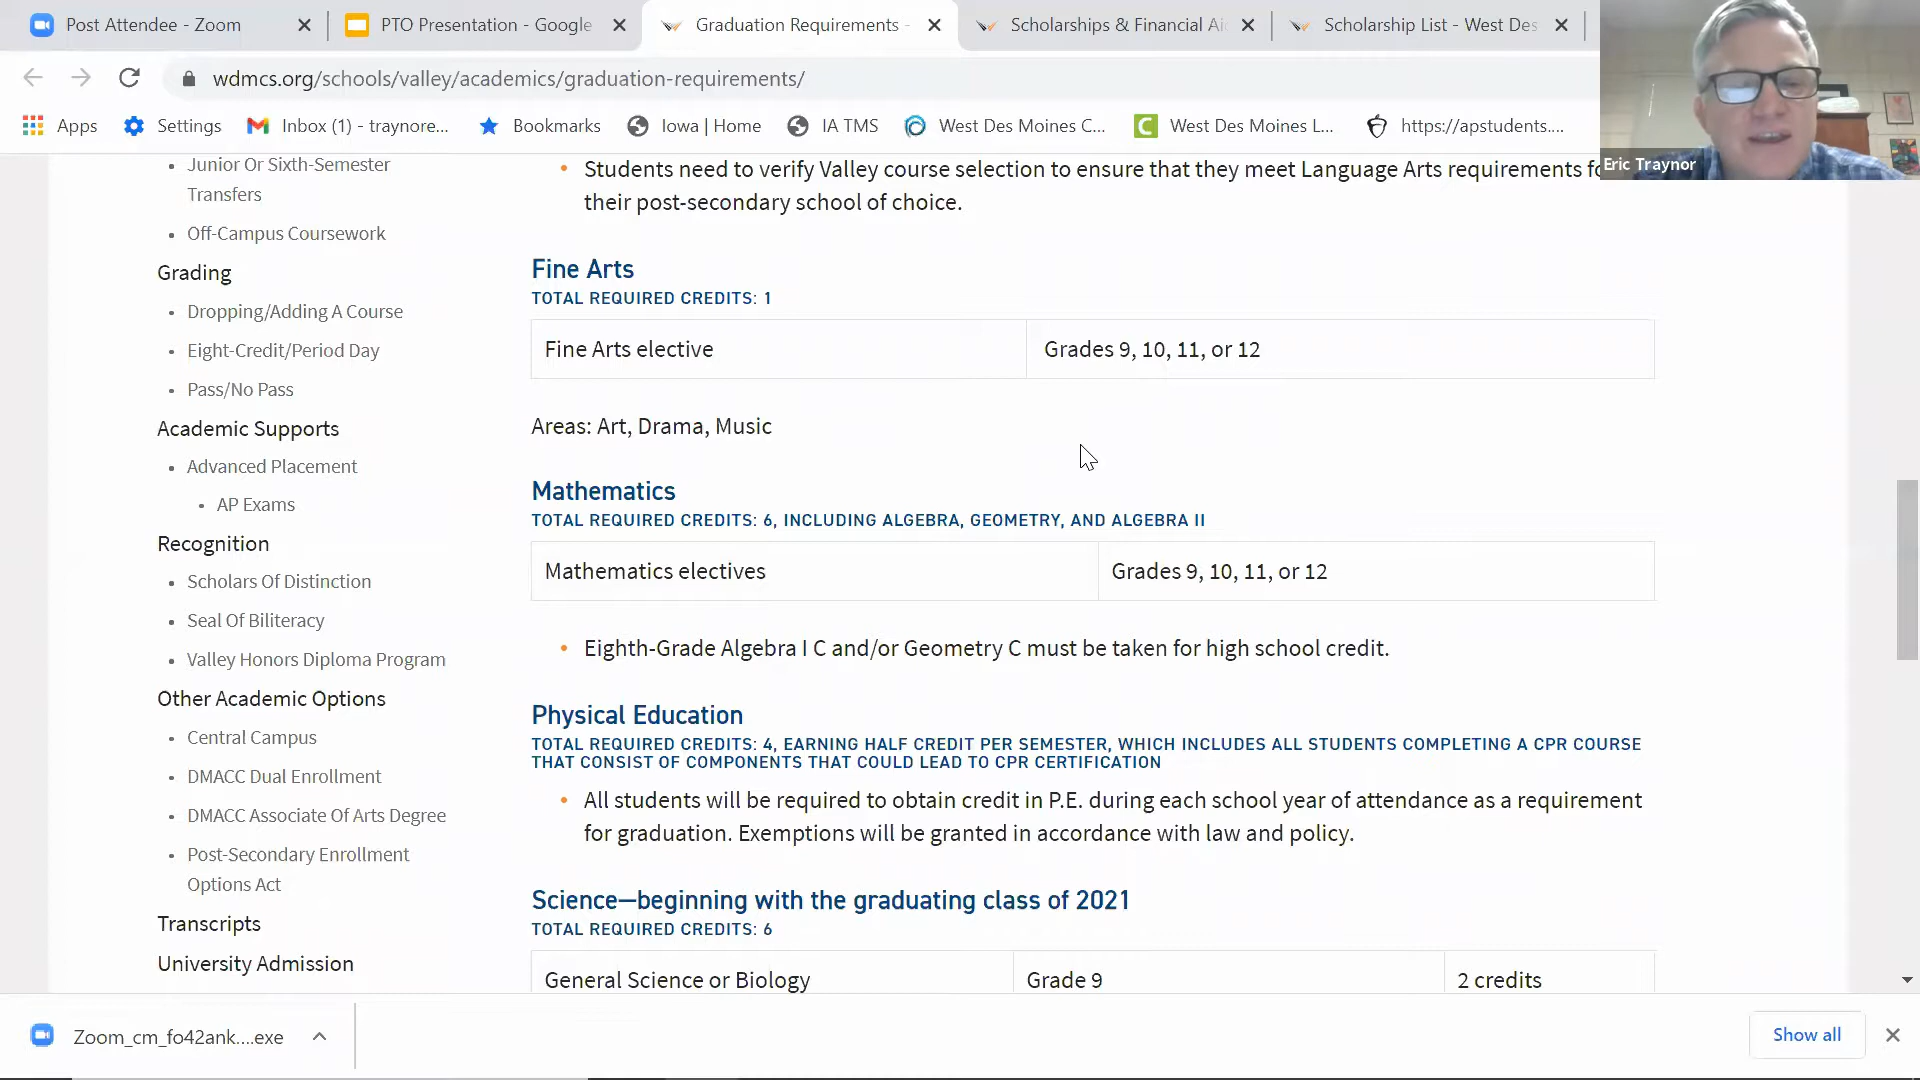 Post Attendee - Zoom
PTO Presentation - Google
Graduation Requirements -
Scholarships & Financial Aid
Scholarship List - West Des
wdmcs.org/schools/valley/academics/graduation-requirements/
Apps
Settings
Inbox (1) - traynore...
Bookmarks
Iowa | Home
IA TMS
West Des Moines C...
West Des Moines L...
https://apstudents....
Eric Traynor
Junior Or Sixth-Semester
Transfers
Off-Campus Coursework
Grading
Dropping/Adding A Course
Eight-Credit/Period Day
Pass/No Pass
Academic Supports
Advanced Placement
AP Exams
Recognition
Scholars Of Distinction
Seal Of Biliteracy
Valley Honors Diploma Program
Other Academic Options
Central Campus
DMACC Dual Enrollment
DMACC Associate Of Arts Degree
Post-Secondary Enrollment
Options Act
Transcripts
University Admission
Students need to verify Valley course selection to ensure that they meet Language Arts requirements
their post-secondary school of choice.
Fine Arts
TOTAL REQUIRED CREDITS: 1
Fine Arts elective Grades 9, 10, 11, or 12
Areas: Art, Drama, Music
Mathematics
TOTAL REQUIRED CREDITS: 6, INCLUDING ALGEBRA, GEOMETRY, AND ALGEBRA II
Mathematics electives Grades 9, 10, 11, or 12
Eighth-Grade Algebra I C and/or Geometry C must be taken for high school credit.
Physical Education
TOTAL REQUIRED CREDITS: 4, EARNING HALF CREDIT PER SEMESTER, WHICH INCLUDES ALL STUDENTS COMPLETING A CPR COURSE
THAT CONSIST OF COMPONENTS THAT COULD LEAD TO CPR CERTIFICATION
All students will be required to obtain credit in P.E. during each school year of attendance as a requirement
for graduation. Exemptions will be granted in accordance with law and policy.
Science—beginning with the graduating class of 2021
TOTAL REQUIRED CREDITS: 6
General Science or Biology Grade 9 2 credits
Zoom_cm_fo42ank....exe
Show all